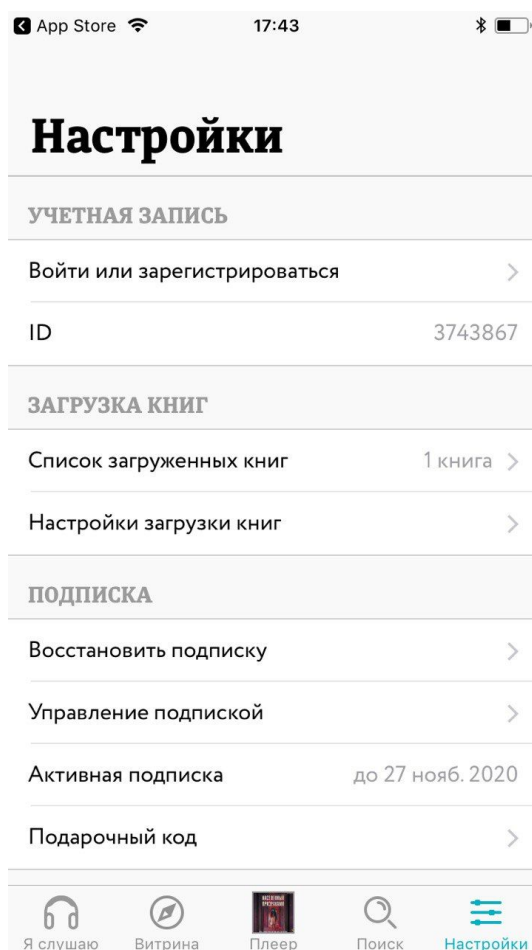 App Store 17:43
Настройки
УЧЕТНАЯ ЗАПИСЬ
Войти или зарегистрироваться
ID 3743867
ЗАГРУЗКА КНИГ
Список загруженных книг 1 книга
Настройки загрузки книг
ПОДПИСКА
Восстановить подписку
Управление подпиской
Активная подписка до 27 нояб. 2020
Подарочный код
Я слушаю Витрина Плеер Поиск Настройки